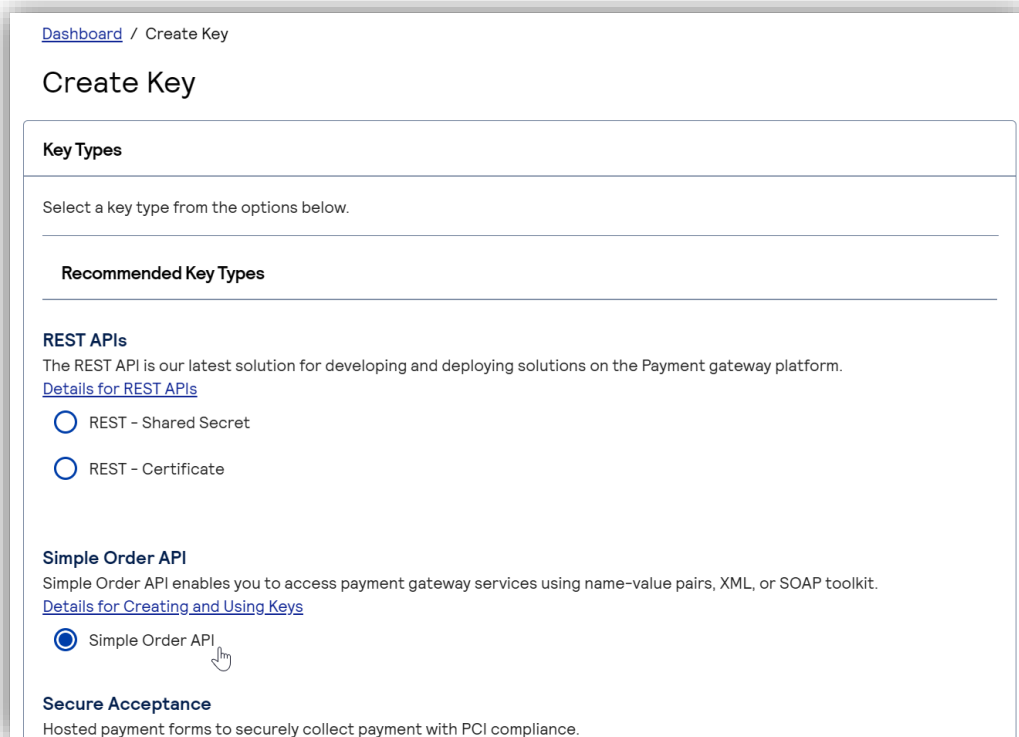 Dashboard / Create Key
Create Key
Key Types
Select a key type from the options below.
Recommended Key Types
REST APIs
The REST API is our latest solution for developing and deploying solutions on the Payment gateway platform.
Details for REST APIs
REST - Shared Secret
REST - Certificate
Simple Order API
Simple Order API enables you to access payment gateway services using name-value pairs, XML, or SOAP toolkit.
Details for Creating and Using Keys
Simple Order API
Secure Acceptance
Hosted payment forms to securely collect payment with PCI compliance.